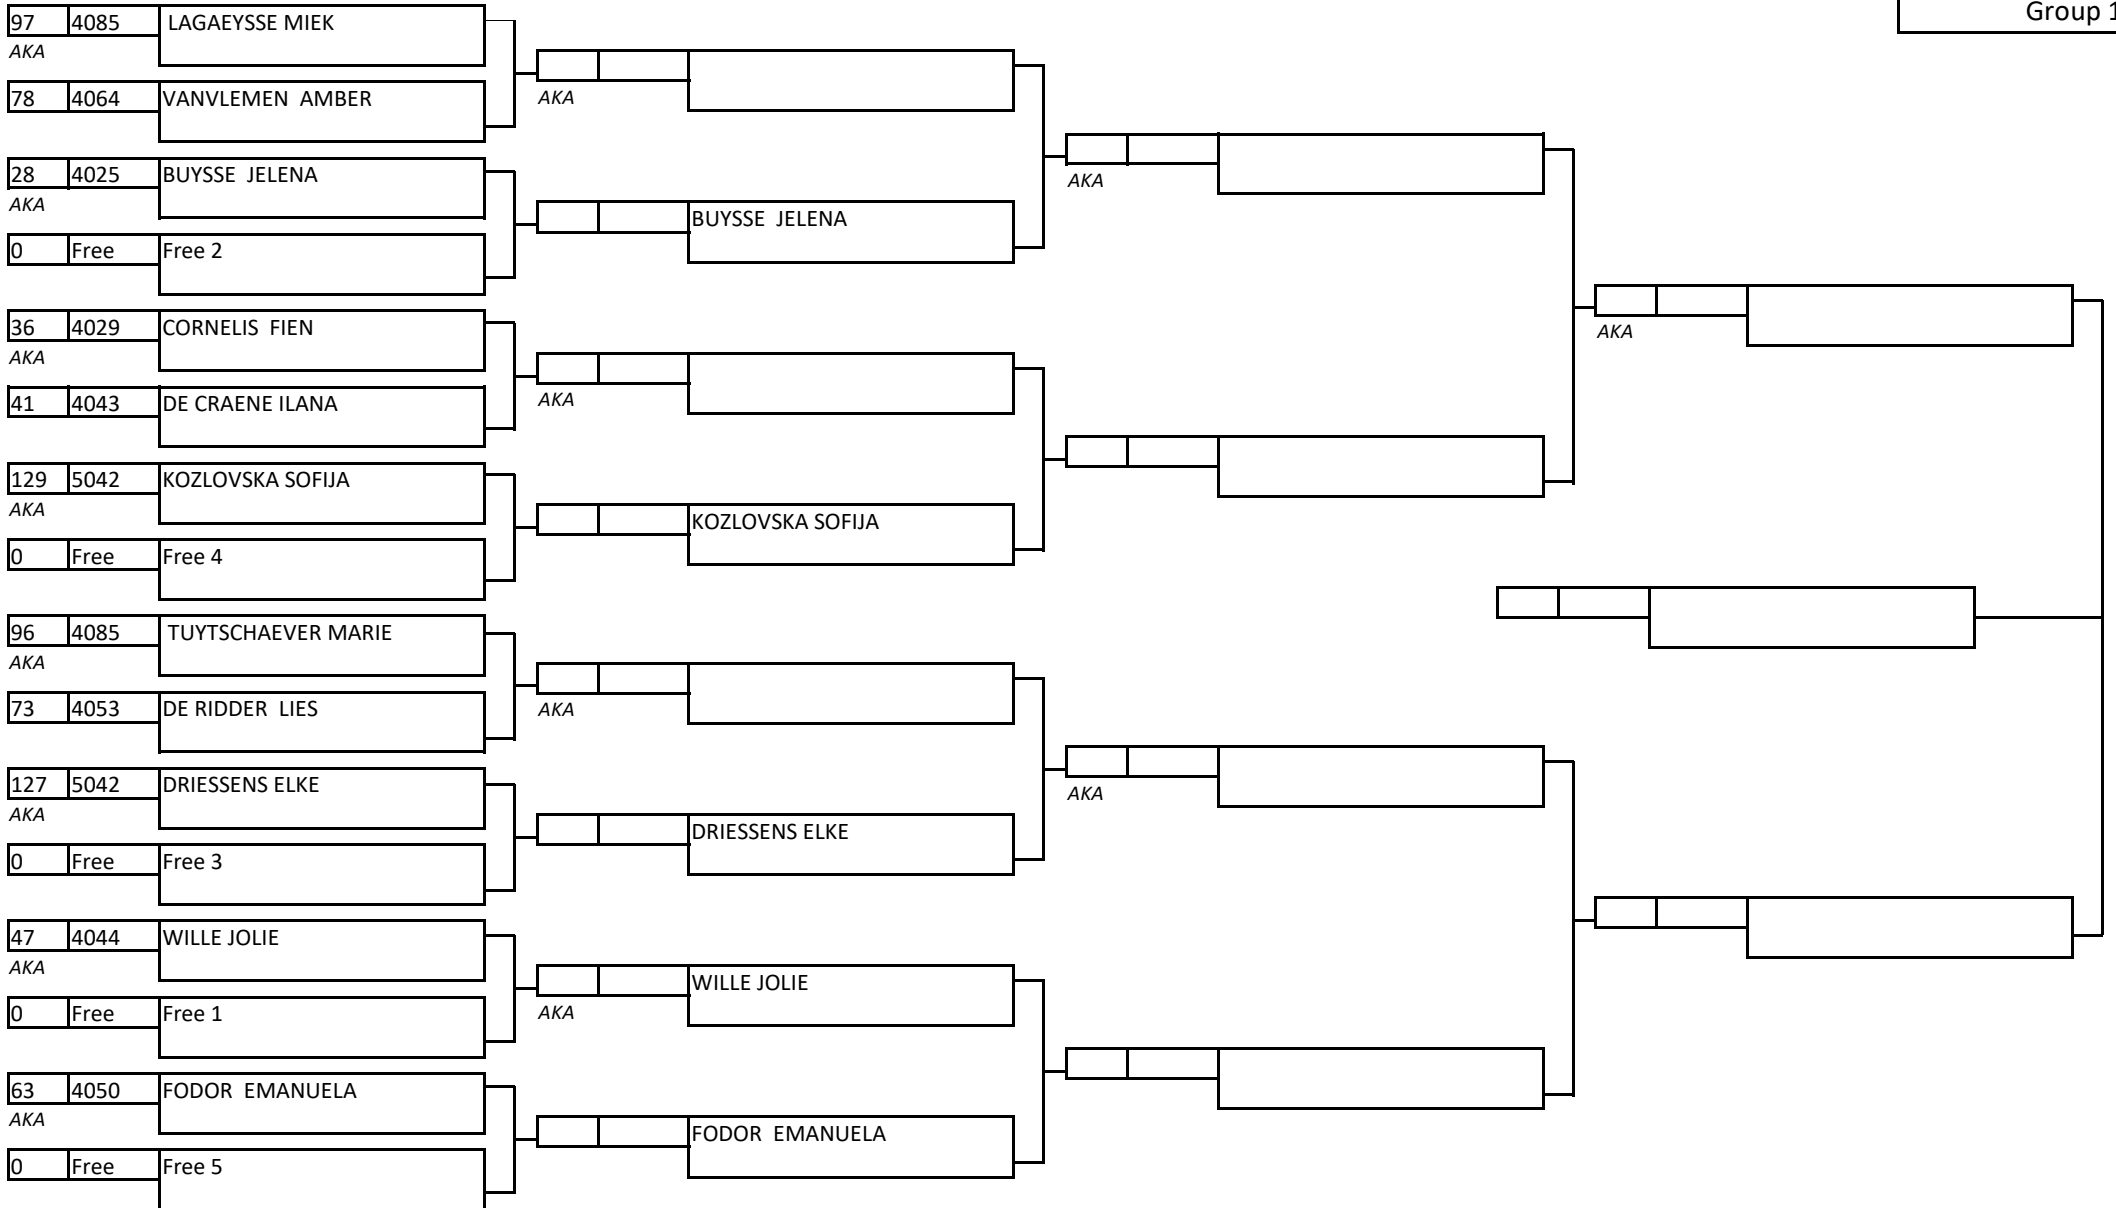 Group 1
97 4085 LAGAEYSSE MIEK
AKA
78 4064 VANVLEMEN AMBER
AKA
28 4025 BUYSSE JELENA
AKA
AKA
BUYSSE JELENA
0 Free Free 2
36 4029 CORNELIS FIEN
AKA
AKA
41 4043 DE CRAENE ILANA
AKA
129 5042 KOZLOVSKA SOFIJA
AKA
KOZLOVSKA SOFIJA
0 Free Free 4
96 4085 TUYTSCHAEVER MARIE
AKA
73 4053 DE RIDDER LIES
AKA
127 5042 DRIESSENS ELKE
AKA
AKA
DRIESSENS ELKE
0 Free Free 3
47 4044 WILLE JOLIE
AKA
WILLE JOLIE
0 Free Free 1
AKA
63 4050 FODOR EMANUELA
AKA
FODOR EMANUELA
0 Free Free 5